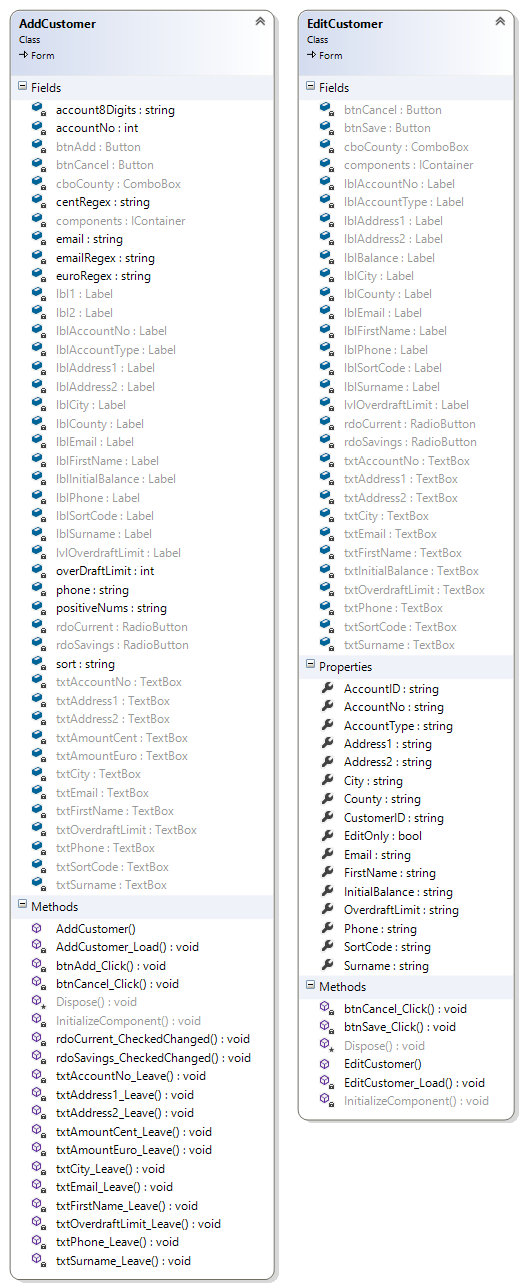 AddCustomer
Class
→ Form
Fields
account8Digits : string
accountNo : int
btnAdd : Button
btnCancel : Button
cboCounty : ComboBox
centRegex : string
components : IContainer
email : string
emailRegex : string
euroRegex : string
lbl1 : Label
lbl2 : Label
lblAccountNo : Label
lblAccountType : Label
lblAddress1 : Label
lblAddress2 : Label
lblCity : Label
lblCounty : Label
lblEmail : Label
lblFirstName : Label
lblInitialBalance : Label
lblPhone : Label
lblSortCode : Label
lblSurname : Label
lvlOverdraftLimit : Label
overDraftLimit : int
phone : string
positiveNums : string
rdoCurrent : RadioButton
rdoSavings : RadioButton
sort : string
txtAccountNo : TextBox
txtAddress1 : TextBox
txtAddress2 : TextBox
txtAmountCent : TextBox
txtAmountEuro : TextBox
txtCity : TextBox
txtEmail : TextBox
txtFirstName : TextBox
txtOverdraftLimit : TextBox
txtPhone : TextBox
txtSortCode : TextBox
txtSurname : TextBox
Methods
AddCustomer()
AddCustomer_Load() : void
btnAdd_Click() : void
btnCancel_Click() : void
Dispose() : void
InitializeComponent() : void
rdoCurrent_CheckedChanged() : void
rdoSavings_CheckedChanged() : void
txtAccountNo_Leave() : void
txtAddress1_Leave() : void
txtAddress2_Leave() : void
txtAmountCent_Leave() : void
txtAmountEuro_Leave() : void
txtCity_Leave() : void
txtEmail_Leave() : void
txtFirstName_Leave() : void
txtOverdraftLimit_Leave() : void
txtPhone_Leave() : void
txtSurname_Leave() : void
EditCustomer
Class
→ Form
Fields
btnCancel : Button
btnSave : Button
cboCounty : ComboBox
components : IContainer
lblAccountNo : Label
lblAccountType : Label
lblAddress1 : Label
lblAddress2 : Label
lblBalance : Label
lblCity : Label
lblCounty : Label
lblEmail : Label
lblFirstName : Label
lblPhone : Label
lblSortCode : Label
lblSurname : Label
lvlOverdraftLimit : Label
rdoCurrent : RadioButton
rdoSavings : RadioButton
txtAccountNo : TextBox
txtAddress1 : TextBox
txtAddress2 : TextBox
txtCity : TextBox
txtEmail : TextBox
txtFirstName : TextBox
txtInitialBalance : TextBox
txtOverdraftLimit : TextBox
txtPhone : TextBox
txtSortCode : TextBox
txtSurname : TextBox
Properties
AccountID : string
AccountNo : string
AccountType : string
Address1 : string
Address2 : string
City : string
County : string
CustomerID : string
EditOnly : bool
Email : string
FirstName : string
InitialBalance : string
OverdraftLimit : string
Phone : string
SortCode : string
Surname : string
Methods
btnCancel_Click() : void
btnSave_Click() : void
Dispose() : void
EditCustomer()
EditCustomer_Load() : void
InitializeComponent() : void